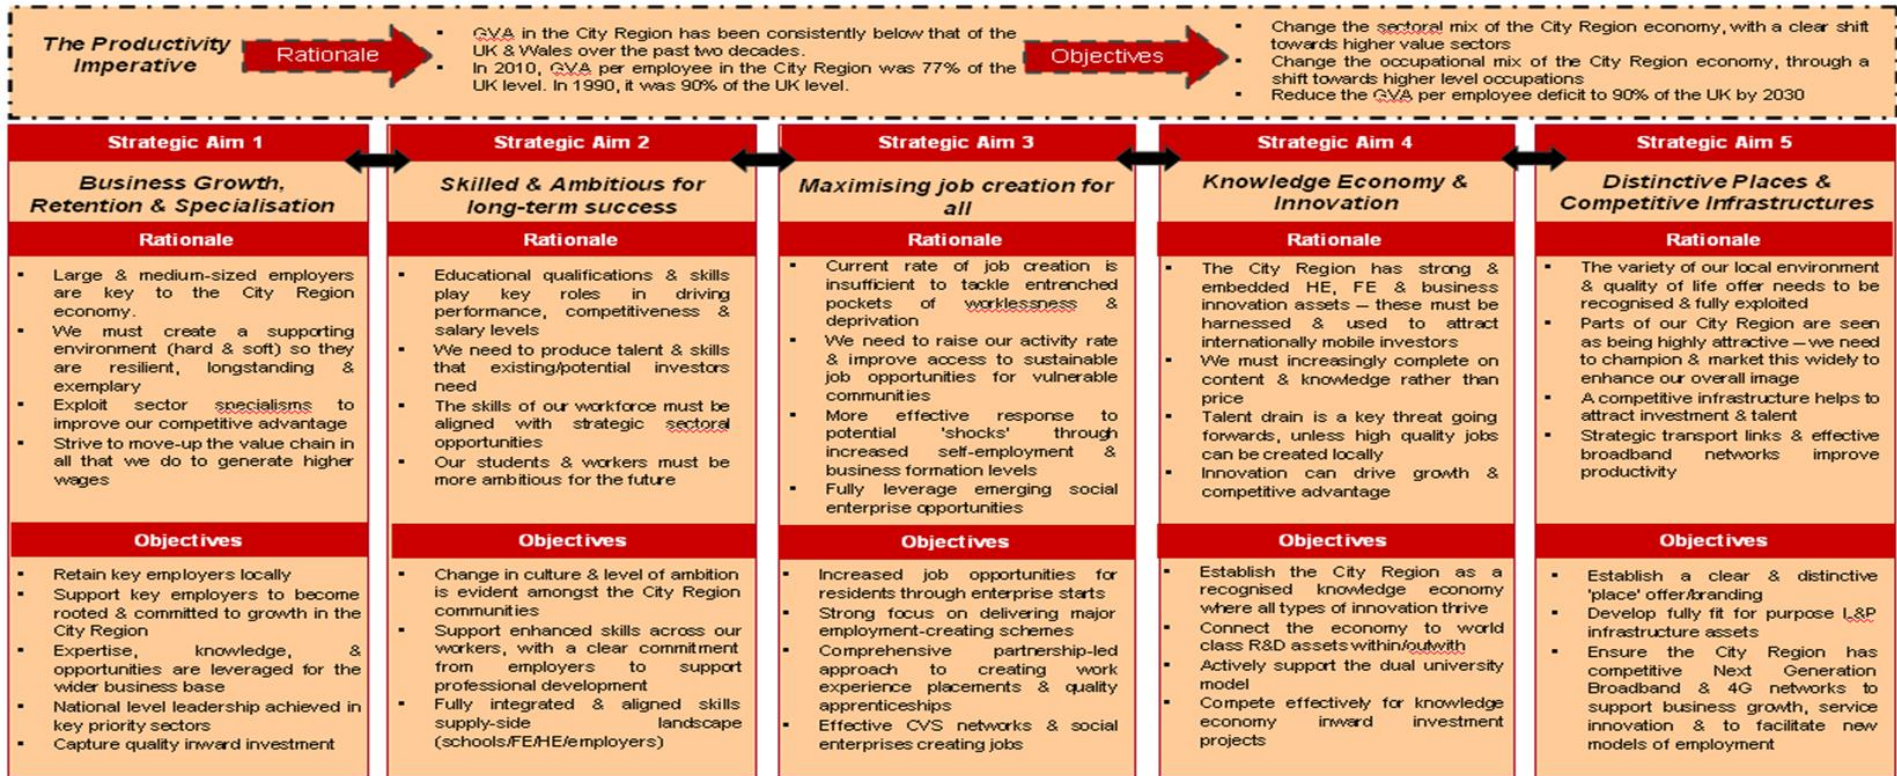 The Productivity
Imperative
Rationale
▪ GVA in the City Region has been consistently below that of the
UK & Wales over the past two decades.
▪ In 2010, GVA per employee in the City Region was 77% of the
UK level. In 1990, it was 90% of the UK level.
Objectives
▪ Change the sectoral mix of the City Region economy, with a clear shift
towards higher value sectors
▪ Change the occupational mix of the City Region economy, through a
shift towards higher level occupations
▪ Reduce the GVA per employee deficit to 90% of the UK by 2030
Strategic Aim 1
Business Growth,
Retention & Specialisation
Rationale
▪ Large & medium-sized employers
are key to the City Region
economy.
▪ We must create a supporting
environment (hard & soft) so they
are resilient, longstanding &
exemplary
▪ Exploit sector specialisms to
improve our competitive advantage
▪ Strive to move-up the value chain in
all that we do to generate higher
wages
Objectives
▪ Retain key employers locally
▪ Support key employers to become
rooted & committed to growth in the
City Region
▪ Expertise, knowledge, &
opportunities are leveraged for the
wider business base
▪ National level leadership achieved in
key priority sectors
▪ Capture quality inward investment
Strategic Aim 2
Skilled & Ambitious for
long-term success
Rationale
▪ Educational qualifications & skills
play key roles in driving
performance, competitiveness &
salary levels
▪ We need to produce talent & skills
that existing/potential investors
need
▪ The skills of our workforce must be
aligned with strategic sectoral
opportunities
▪ Our students & workers must be
more ambitious for the future
Objectives
▪ Change in culture & level of ambition
is evident amongst the City Region
communities
▪ Support enhanced skills across our
workers, with a clear commitment
from employers to support
professional development
▪ Fully integrated & aligned skills
supply-side landscape
(schools/FE/HE/employers)
Strategic Aim 3
Maximising job creation for
all
Rationale
▪ Current rate of job creation is
insufficient to tackle entrenched
pockets of worklessness &
deprivation
▪ We need to raise our activity rate
& improve access to sustainable
job opportunities for vulnerable
communities
▪ More effective response to
potential 'shocks' through
increased self-employment &
business formation levels
▪ Fully leverage emerging social
enterprise opportunities
Objectives
▪ Increased job opportunities for
residents through enterprise starts
▪ Strong focus on delivering major
employment-creating schemes
▪ Comprehensive partnership-led
approach to creating work
experience placements & quality
apprenticeships
▪ Effective CVS networks & social
enterprises creating jobs
Strategic Aim 4
Knowledge Economy &
Innovation
Rationale
▪ The City Region has strong &
embedded HE, FE & business
innovation assets – these must be
harnessed & used to attract
internationally mobile investors
▪ We must increasingly complete on
content & knowledge rather than
price
▪ Talent drain is a key threat going
forwards, unless high quality jobs
can be created locally
▪ Innovation can drive growth &
competitive advantage
Objectives
▪ Establish the City Region as a
recognised knowledge economy
where all types of innovation thrive
▪ Connect the economy to world
class R&D assets within/outwith
▪ Actively support the dual university
model
▪ Compete effectively for knowledge
economy inward investment
projects
Strategic Aim 5
Distinctive Places &
Competitive Infrastructures
Rationale
▪ The variety of our local environment
& quality of life offer needs to be
recognised & fully exploited
▪ Parts of our City Region are seen
as being highly attractive – we need
to champion & market this widely to
enhance our overall image
▪ A competitive infrastructure helps to
attract investment & talent
▪ Strategic transport links & effective
broadband networks improve
productivity
Objectives
▪ Establish a clear & distinctive
'place' offer/branding
▪ Develop fully fit for purpose L&P
infrastructure assets
▪ Ensure the City Region has
competitive Next Generation
Broadband & 4G networks to
support business growth, service
innovation & to facilitate new
models of employment